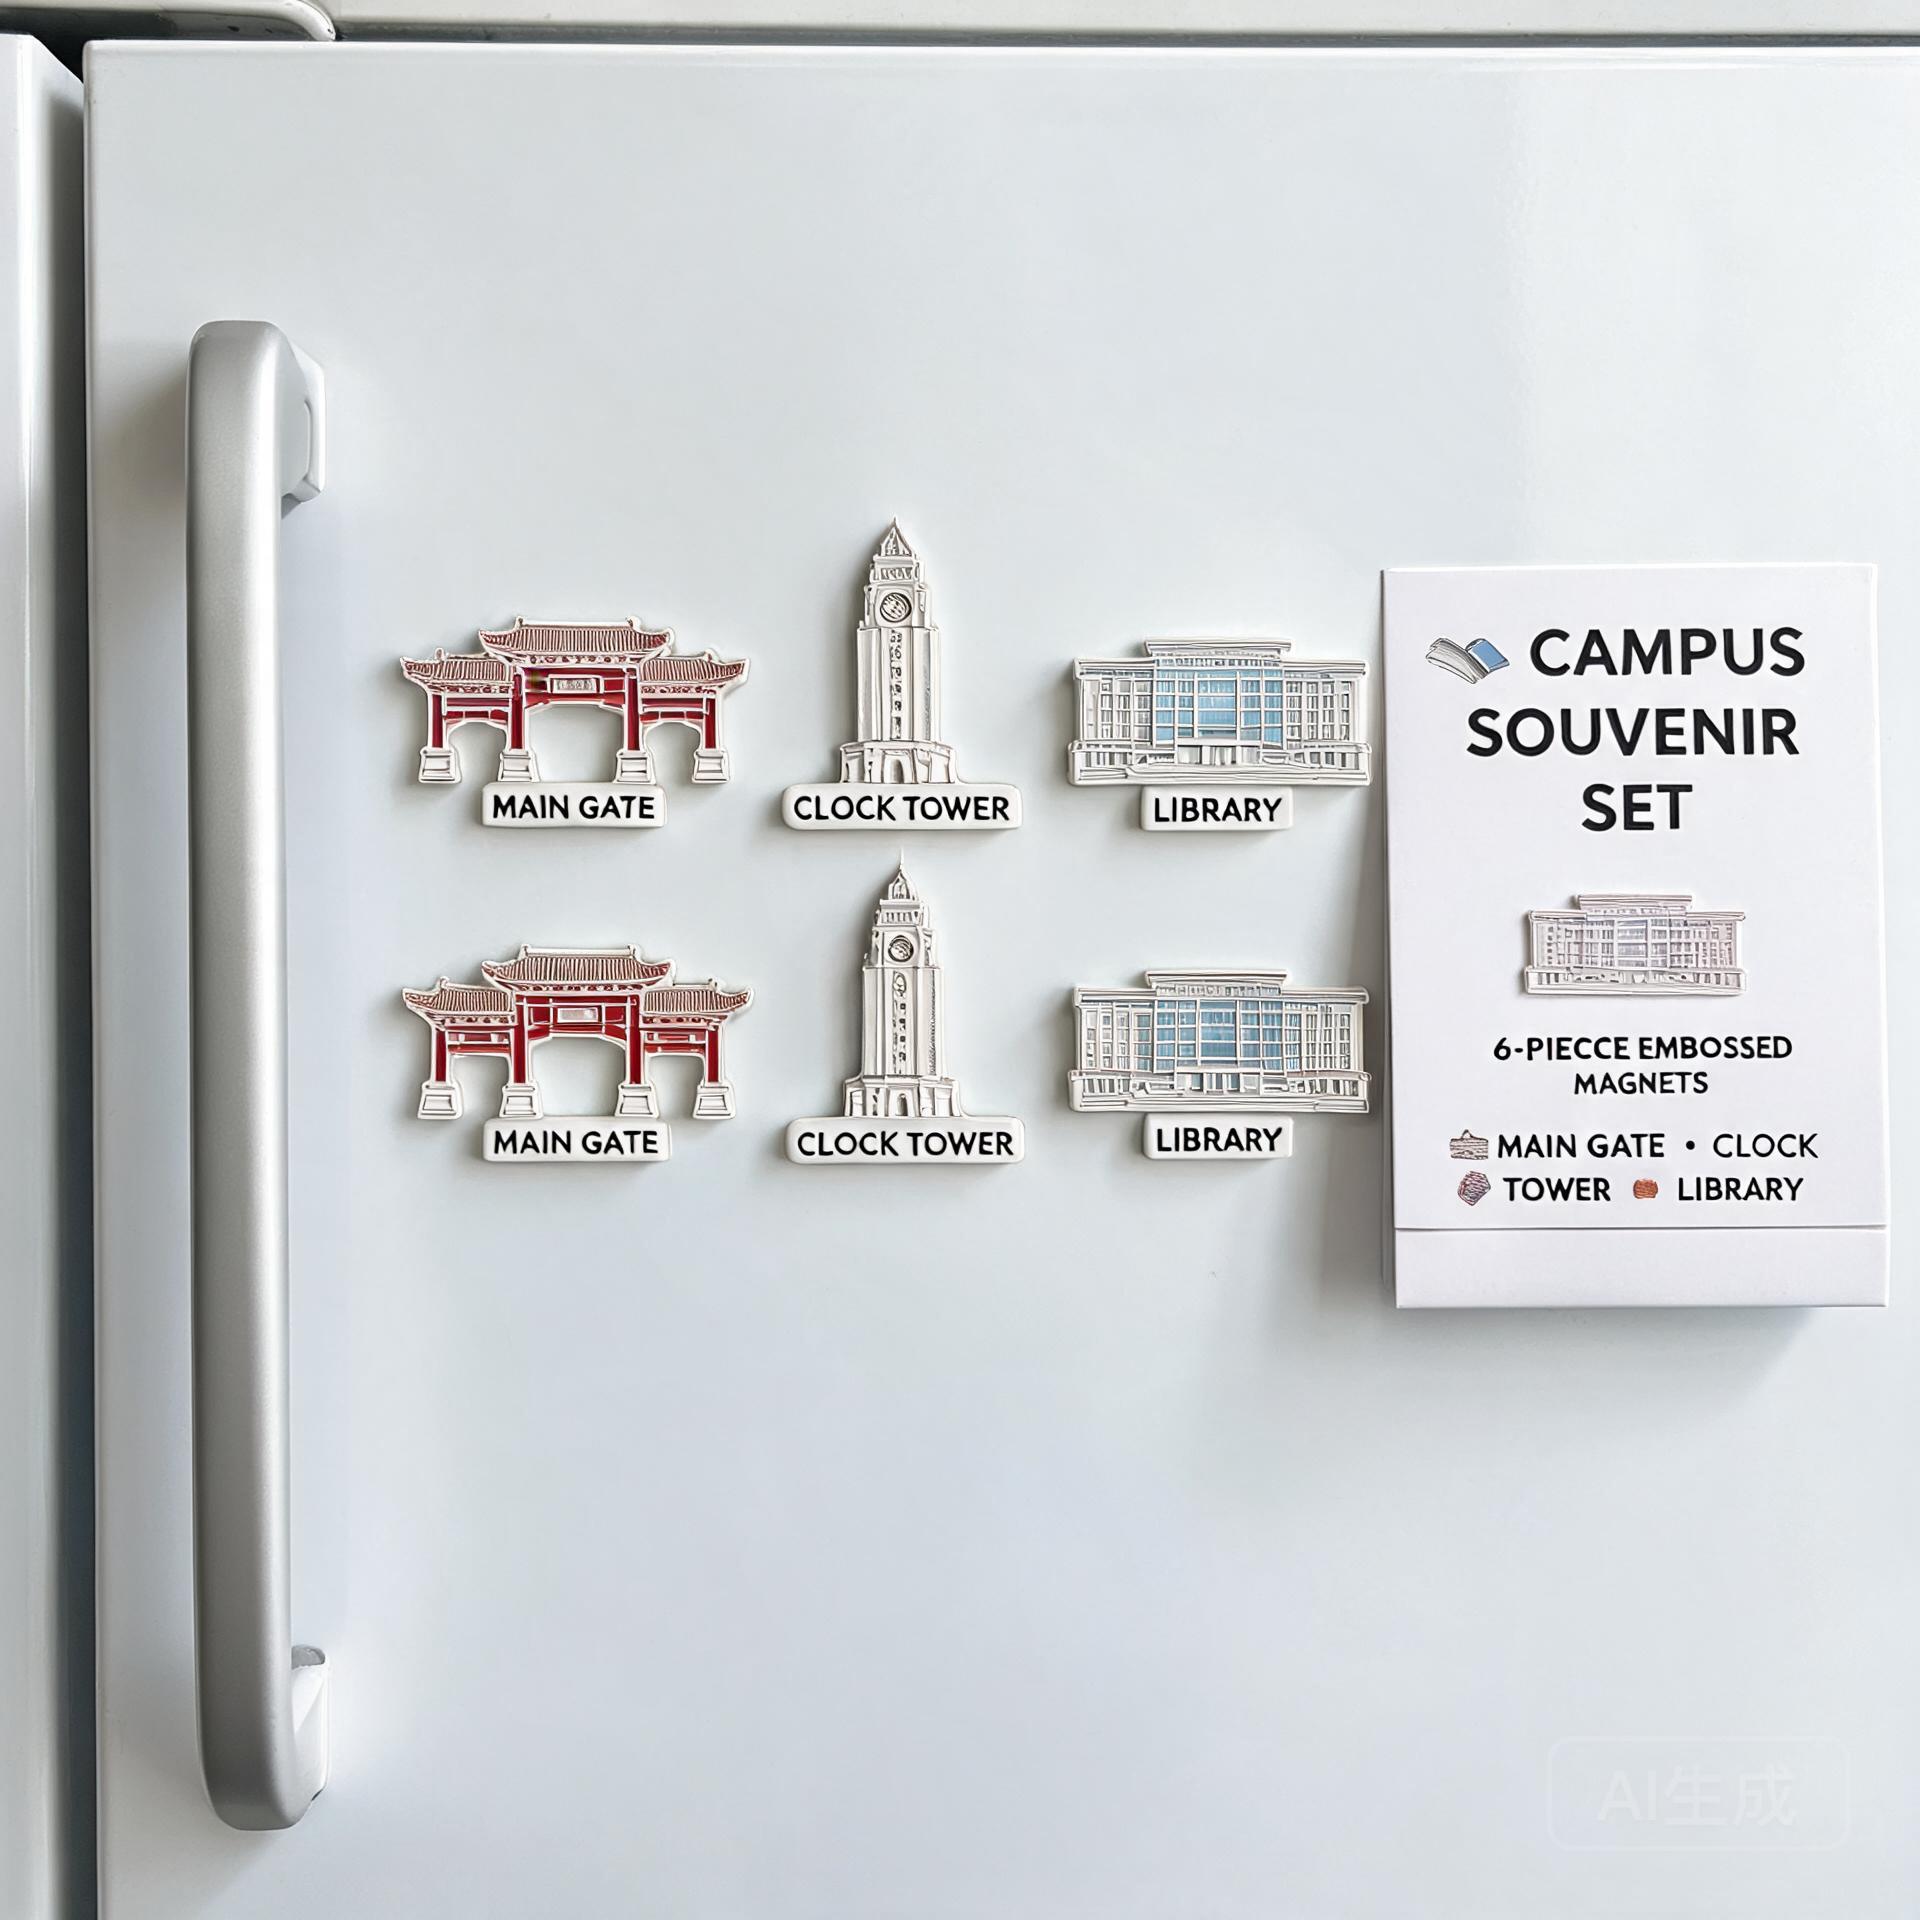 MAIN GATE
CLOCK TOWER
LIBRARY
MAIN GATE
CLOCK TOWER
LIBRARY
CAMPUS
SOUVENIR
SET
6-PIECCE EMBOSSED
MAGNETS
MAIN GATE • CLOCK
TOWER LIBRARY
AI生成